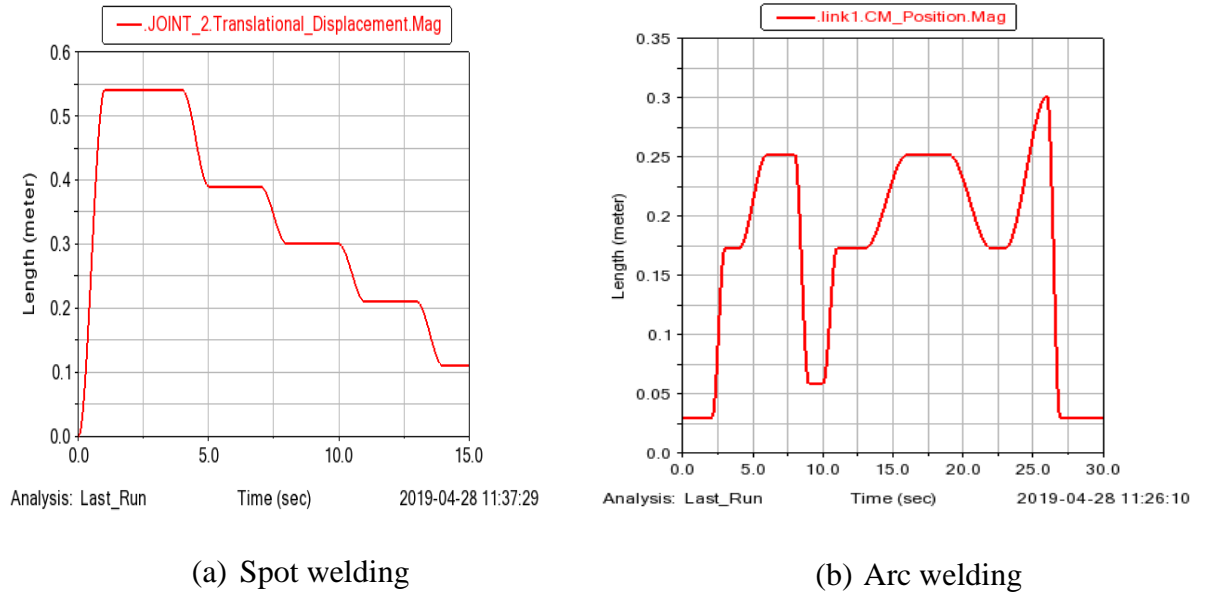 .JOINT_2.Translational_Displacement.Mag
0.6
0.5
0.4
0.3
0.2
0.1
0.0
Length (meter)
0.0 5.0 10.0 15.0
Analysis: Last_Run Time (sec) 2019-04-28 11:37:29
(a) Spot welding
.link1.CM_Position.Mag
0.35
0.3
0.25
0.2
0.15
0.1
0.05
0.0
Length (meter)
0.0 5.0 10.0 15.0 20.0 25.0 30.0
Analysis: Last_Run Time (sec) 2019-04-28 11:26:10
(b) Arc welding